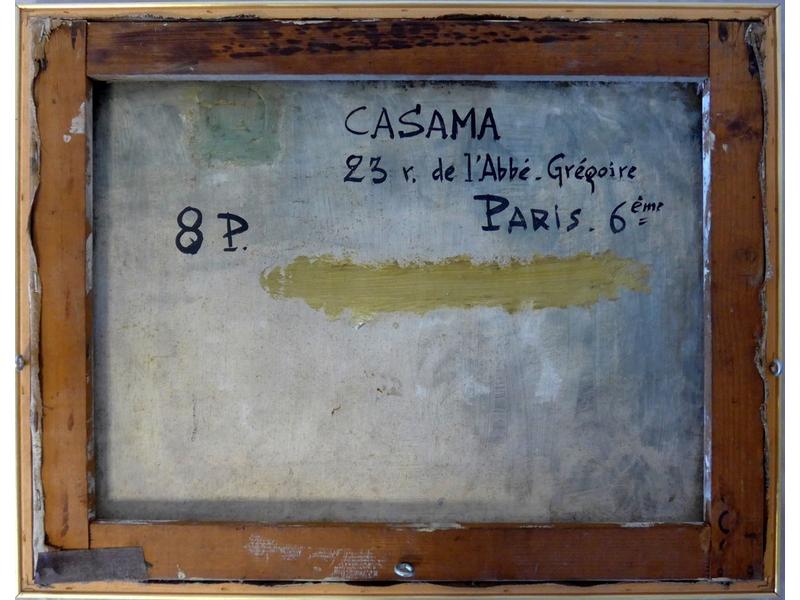 CASAMA
23 r. de l'Abbé-Grégoire
PARIS. 6ème
8 P.